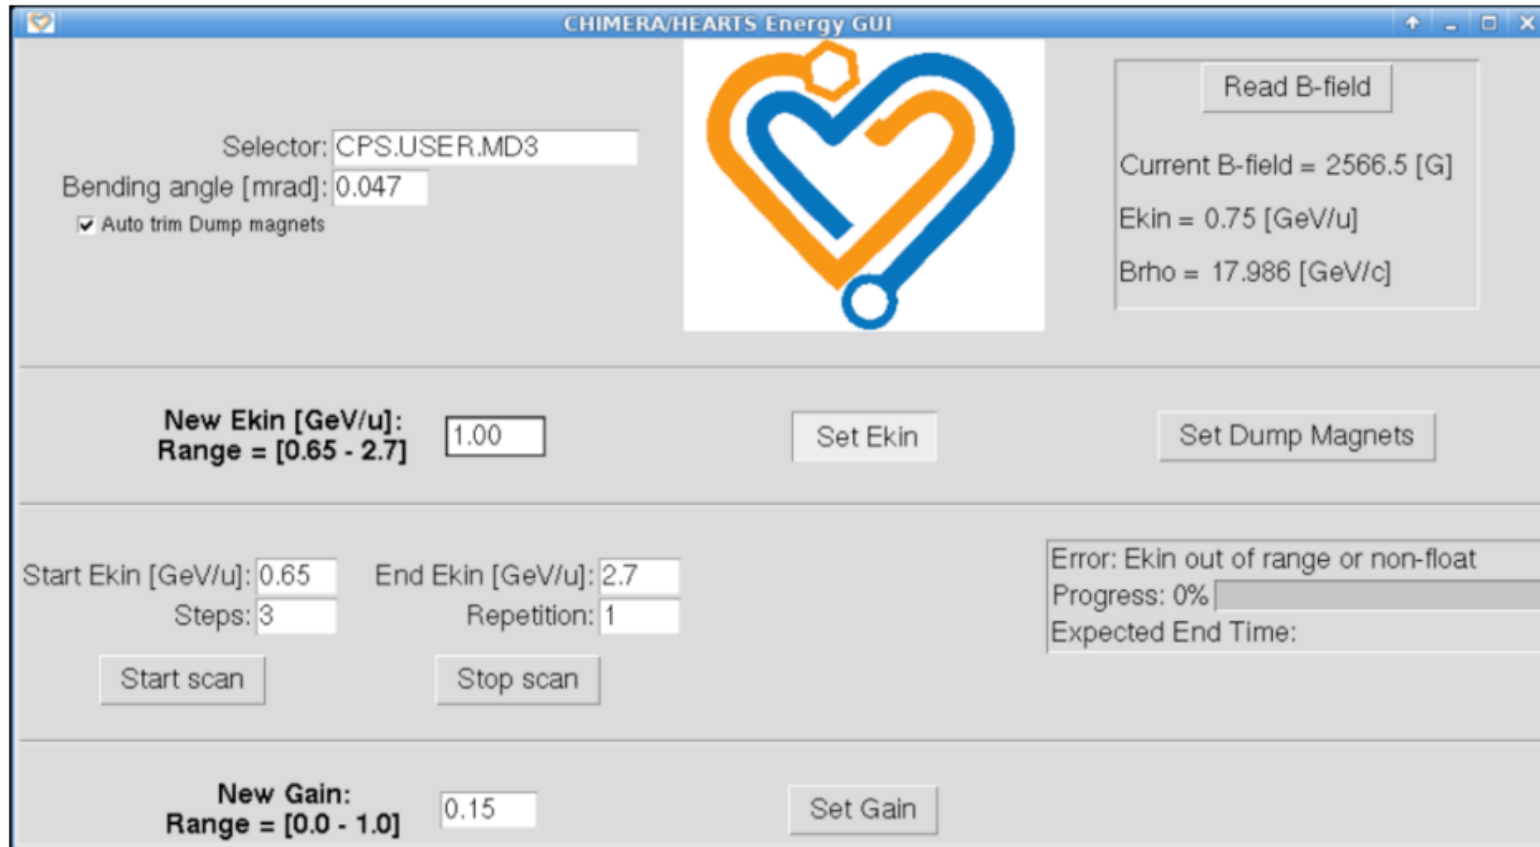 CHIMERA/HEARTS Energy GUI
Read B-field
Selector: CPS.USER.MD3
Bending angle [mrad]: 0.047
Auto trim Dump magnets
Current B-field = 2566.5 [G]
Ekin = 0.75 [GeV/u]
Brho = 17.986 [GeV/c]
New Ekin [GeV/u]:
Range = [0.65 - 2.7]
1.00
Set Ekin
Set Dump Magnets
Start Ekin [GeV/u]: 0.65 End Ekin [GeV/u]: 2.7
Steps: 3 Repetition: 1
Start scan Stop scan
Error: Ekin out of range or non-float
Progress: 0%
Expected End Time:
New Gain:
Range = [0.0 - 1.0]
0.15
Set Gain